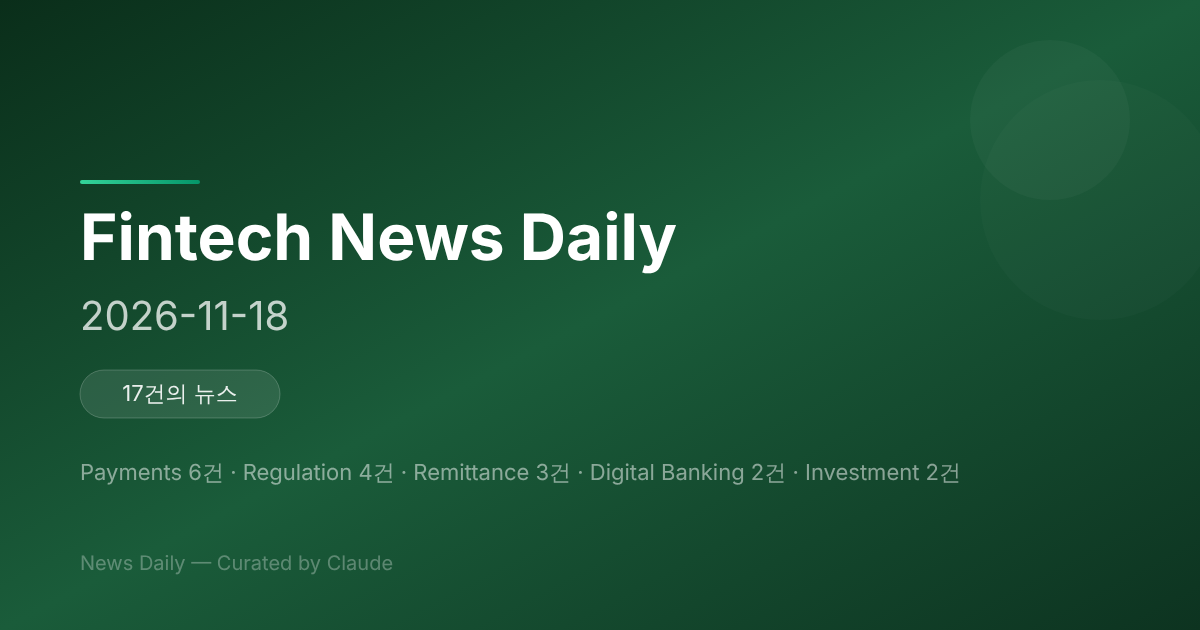 Fintech News Daily
2026-11-18
17건의 뉴스
Payments 6건 · Regulation 4건 · Remittance 3건 · Digital Banking 2건 · Investment 2건
News Daily — Curated by Claude